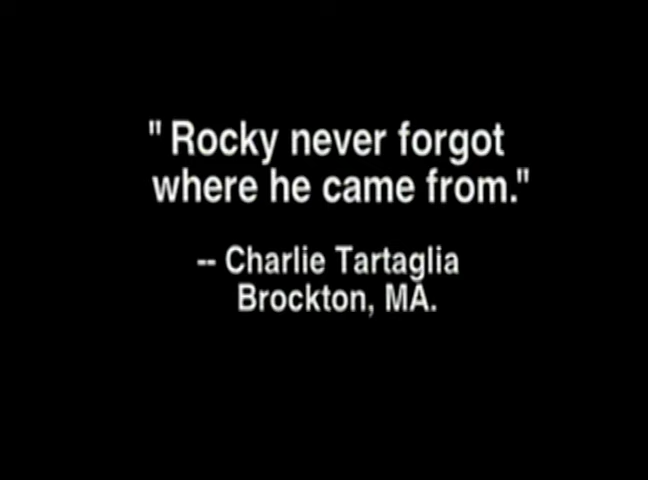 " Rocky never forgot
where he came from."
-- Charlie Tartaglia
Brockton, MA.